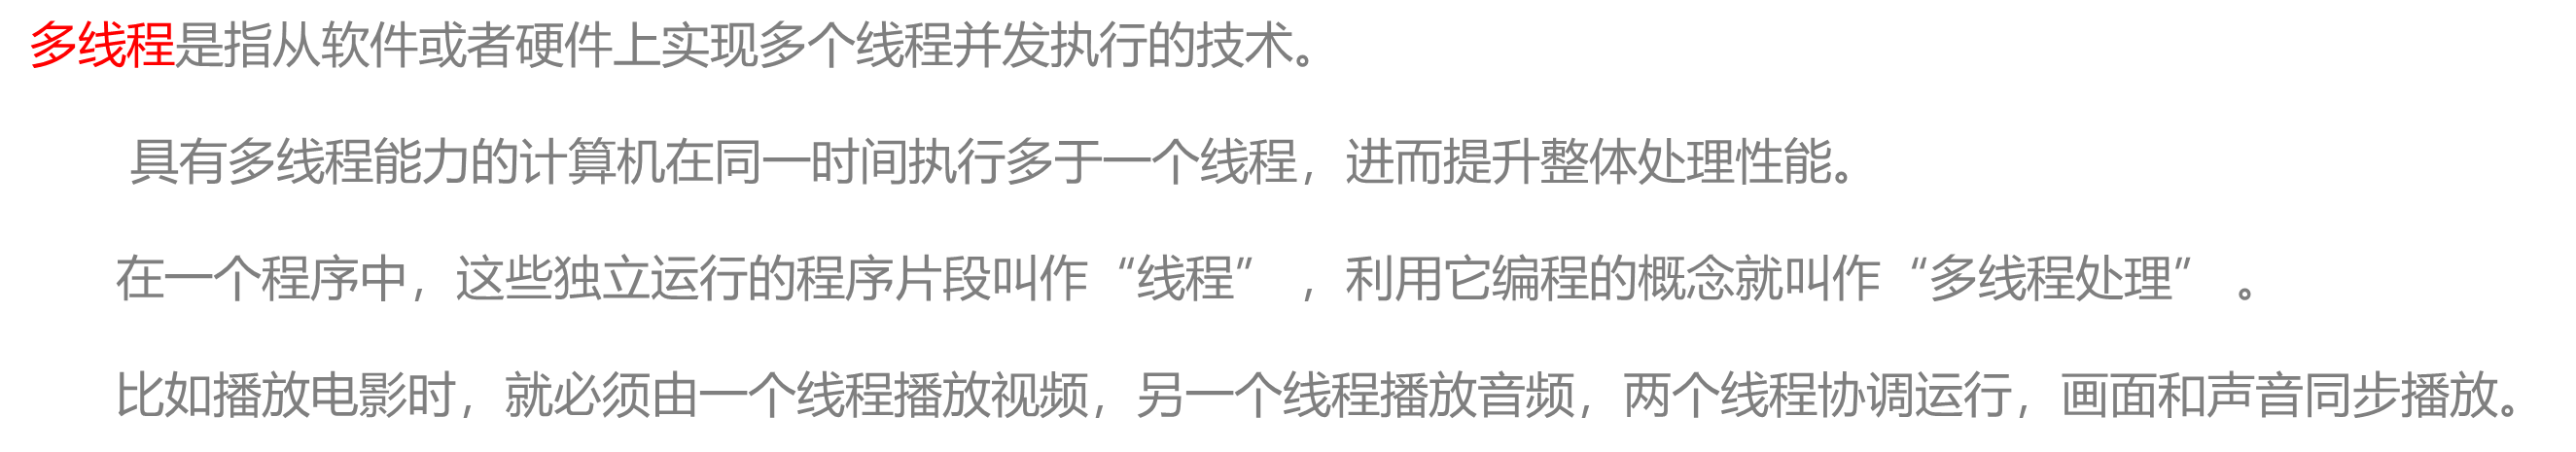 多线程是指从软件或者硬件上实现多个线程并发执行的技术。
具有多线程能力的计算机在同一时间执行多于一个线程，进而提升整体处理性能。
在一个程序中，这些独立运行的程序片段叫作“线程”，利用它编程的概念就叫作“多线程处理”。
比如播放电影时，就必须由一个线程播放视频，另一个线程播放音频，两个线程协调运行，画面和声音同步播放。